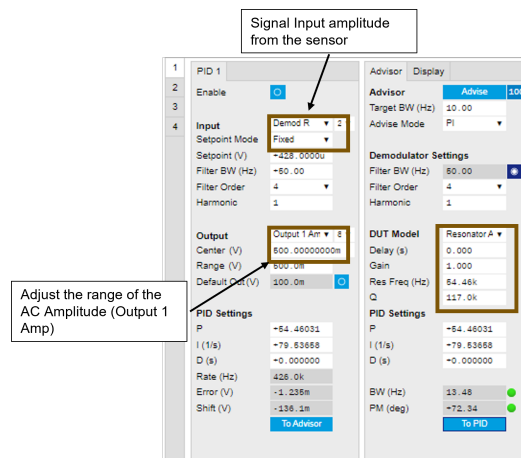 Signal Input amplitude
from the sensor
1
2
3
4
PID 1
Enable
Input Demod R 2
Setpoint Mode Fixed
Setpoint (V) +428.0000u
Filter BW (Hz) +50.00
Filter Order 4
Harmonic 1
Output Output 1 Am
Center (V) 600.00000000m
Range (V) 600.0m
Default Out (V) 100.0m
PID Settings
P +54.46031
I (1/s) +79.53658
D (s) +0.000000
Rate (Hz) 426.0k
Error (V) -1.235m
Shift (V) -136.1m
To Advisor
Advisor Display
Advisor Advise 100
Target BW (Hz) 10.00
Advise Mode PI
Demodulator Settings
Filter BW (Hz) 50.00
Filter Order 4
Harmonic 1
DUT Model Resonator A
Delay (s) 0.000
Gain 1.000
Res Freq (Hz) 54.46k
Q 117.0k
PID Settings
P +54.46031
I (1/s) +79.53658
D (s) +0.000000
BW (Hz) 13.48
PM (deg) +72.34
To PID
Adjust the range of the
AC Amplitude (Output 1
Amp)